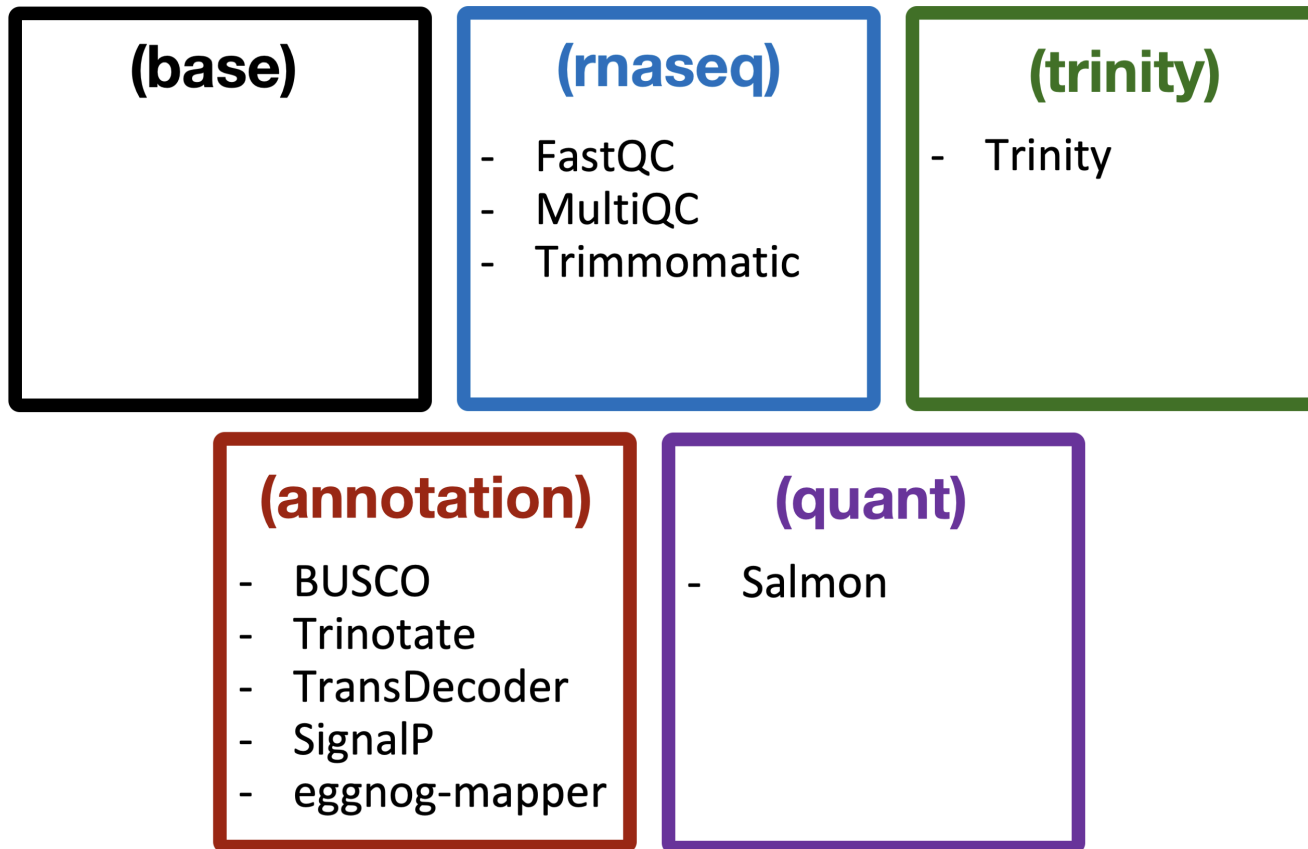 (base)
(rnaseq)
- FastQC
- MultiQC
- Trimmomatic
(trinity)
- Trinity
(annotation)
- BUSCO
- Trinotate
- TransDecoder
- SignalP
- eggnog-mapper
(quant)
- Salmon